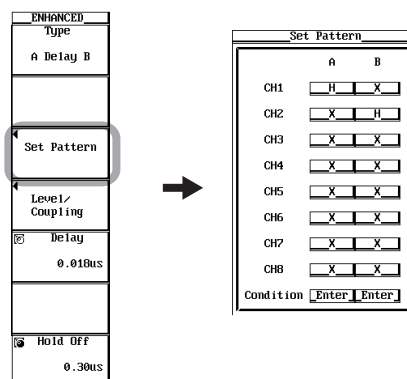 ENHANCED
Type
A Delay B
Set Pattern
Level/
Coupling
Delay
0.018us
Hold Off
0.30us
Set Pattern
A B
CH1 H X
CH2 X H
CH3 X X
CH4 X X
CH5 X X
CH6 X X
CH7 X X
CH8 X X
Condition Enter Enter